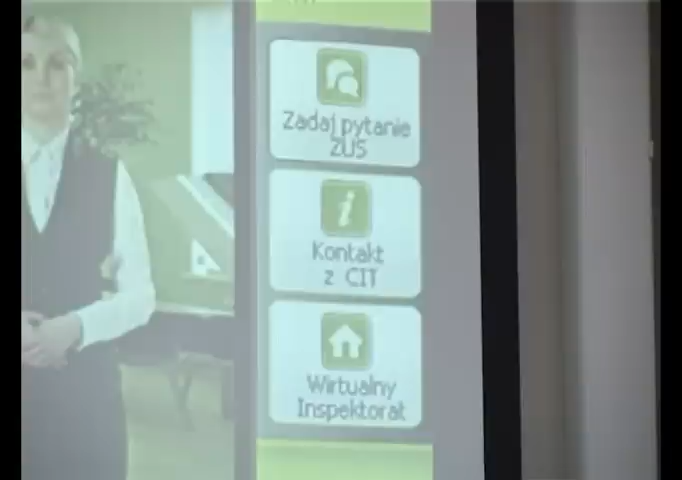 Zadaj pytanie
ZUS
Kontakt
z CIT
Wirtualny
Inspektorat